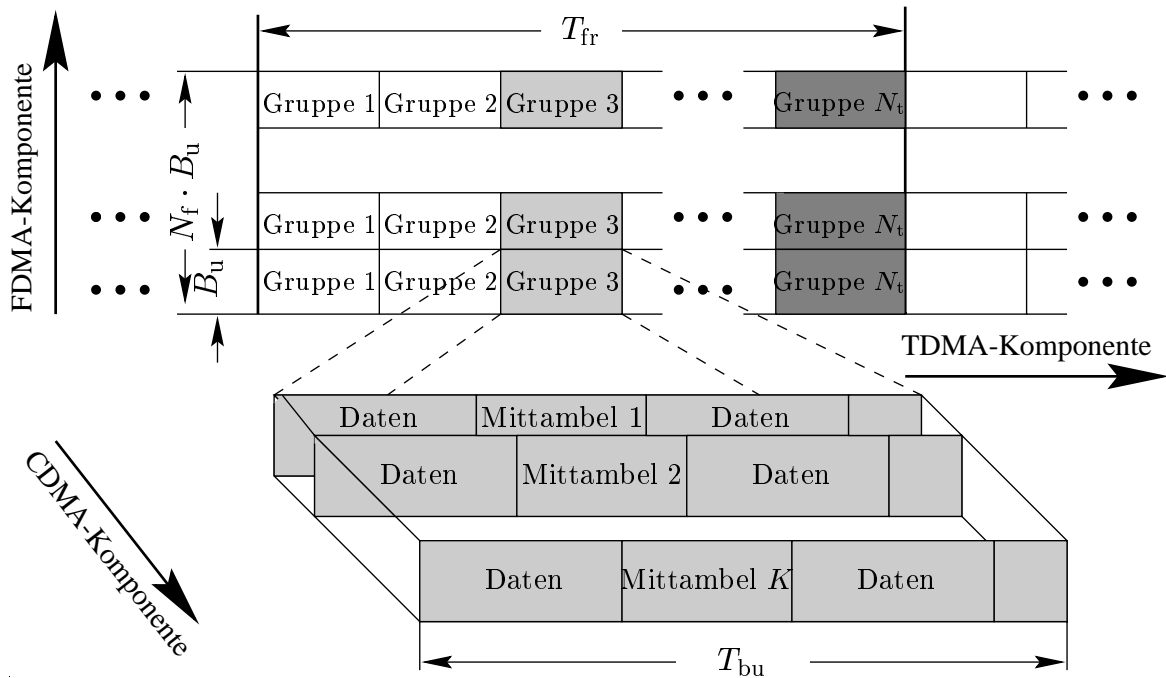 T_fr
FDMA-Komponente
••• Gruppe 1 Gruppe 2 Gruppe 3 ••• Gruppe N_t •••
N_f · B_u
••• Gruppe 1 Gruppe 2 Gruppe 3 ••• Gruppe N_t •••
B_u
••• Gruppe 1 Gruppe 2 Gruppe 3 ••• Gruppe N_t •••
TDMA-Komponente
Daten Mittambel 1 Daten
Daten Mittambel 2 Daten
CDMA-Komponente
Daten Mittambel K Daten
T_bu